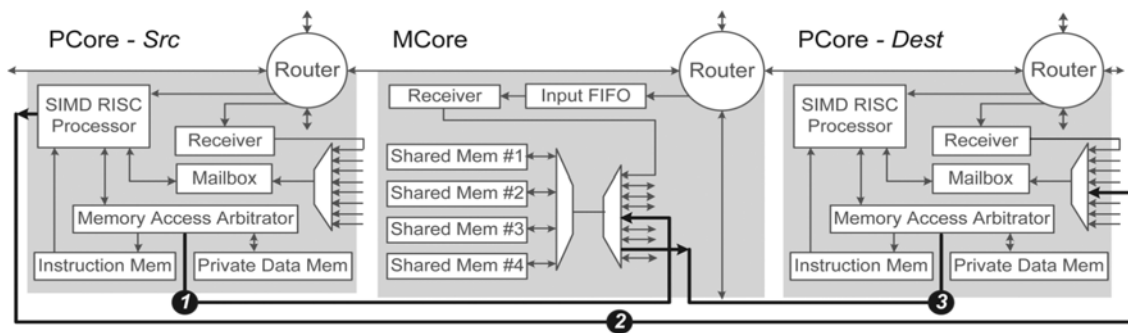 PCore - Src
Router
SIMD RISC
Processor
Receiver
Mailbox
Memory Access Arbitrator
Instruction Mem
Private Data Mem
MCore
Router
Receiver
Input FIFO
Shared Mem #1
Shared Mem #2
Shared Mem #3
Shared Mem #4
PCore - Dest
Router
SIMD RISC
Processor
Receiver
Mailbox
Memory Access Arbitrator
Instruction Mem
Private Data Mem
1
2
3